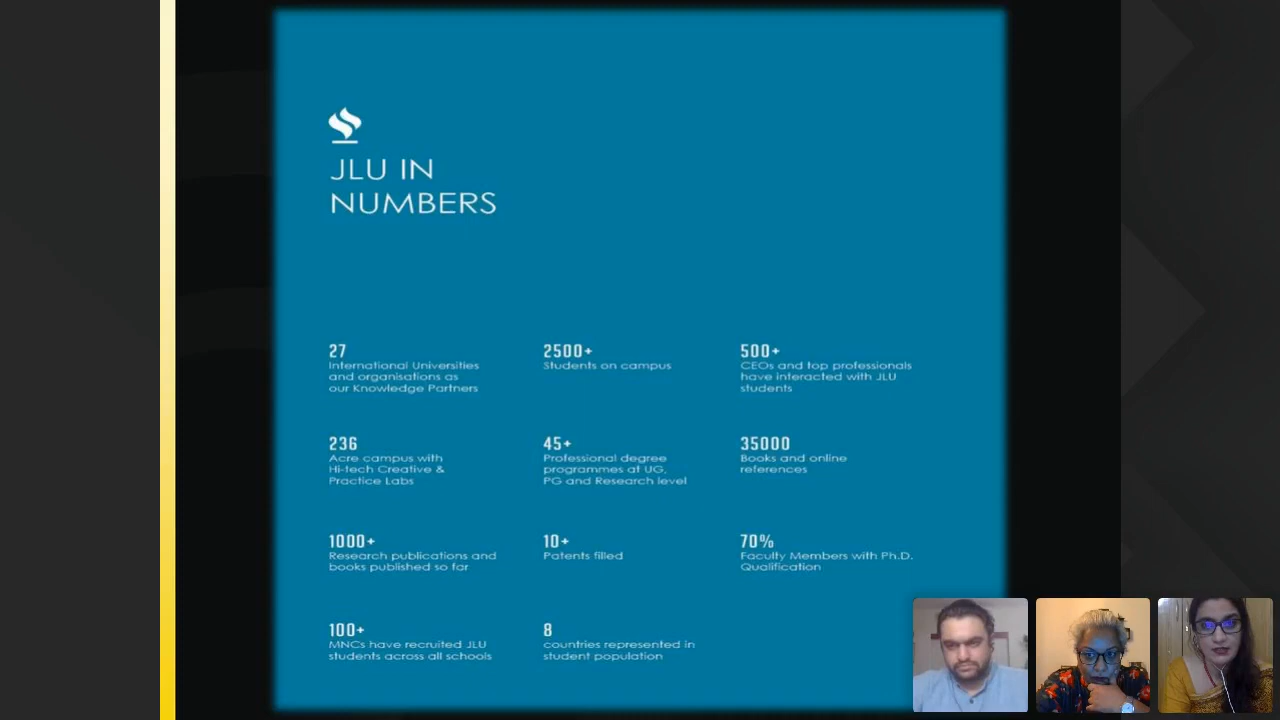 JLU IN
NUMBERS
27
International Universities
and organisations as
our Knowledge Partners
2500+
Students on campus
500+
CEOs and top professionals
have interacted with JLU
students
236
Acre campus with
Hi-tech Creative &
Practice Labs
45+
Professional degree
programmes at UG,
PG and Research level
35000
Books and online
references
1000+
Research publications and
books published so far
10+
Patents filled
70%
Faculty Members with Ph.D.
Qualification
100+
MNCs have recruited JLU
students across all schools
8
countries represented in
student population